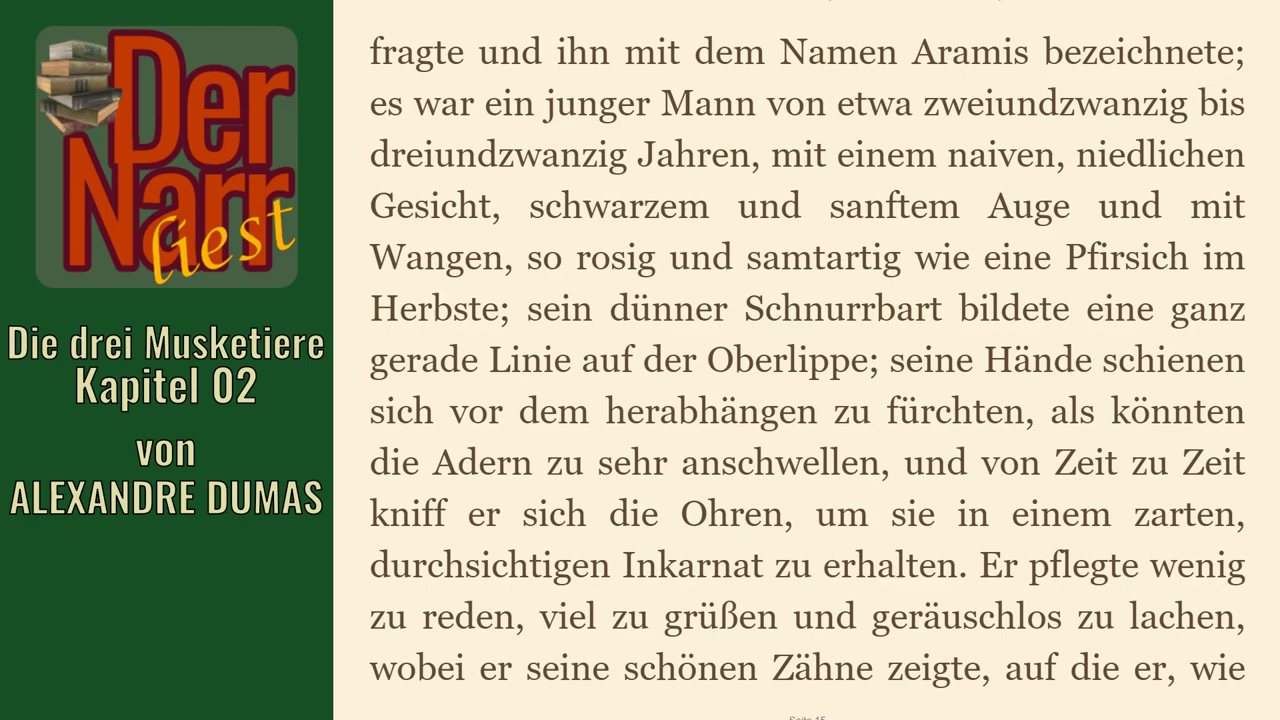 Der
Narr
liest
Die drei Musketiere
Kapitel 02
von
ALEXANDRE DUMAS
fragte und ihn mit dem Namen Aramis bezeichnete;
es war ein junger Mann von etwa zweiundzwanzig bis
dreiundzwanzig Jahren, mit einem naiven, niedlichen
Gesicht, schwarzem und sanftem Auge und mit
Wangen, so rosig und samtartig wie eine Pfirsich im
Herbste; sein dünner Schnurrbart bildete eine ganz
gerade Linie auf der Oberlippe; seine Hände schienen
sich vor dem herabhängen zu fürchten, als könnten
die Adern zu sehr anschwellen, und von Zeit zu Zeit
kniff er sich die Ohren, um sie in einem zarten,
durchsichtigen Inkarnat zu erhalten. Er pflegte wenig
zu reden, viel zu grüßen und geräuschlos zu lachen,
wobei er seine schönen Zähne zeigte, auf die er, wie
Seite 15